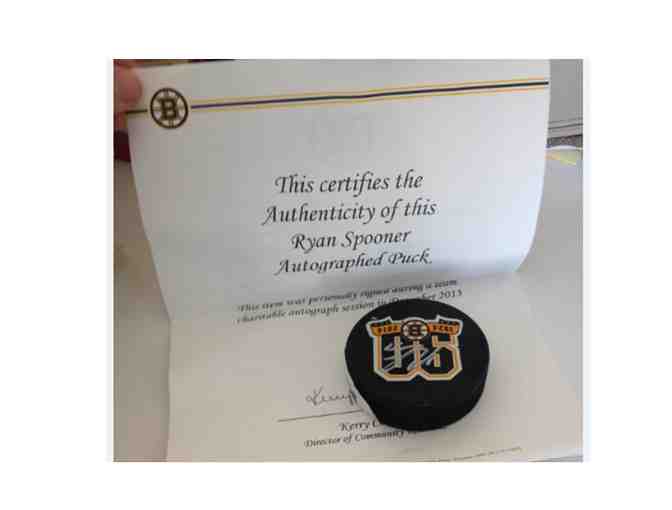 B
This certifies the
Authenticity of this
Ryan Spooner
Autographed Puck
This item was personally signed during a team
charitable autograph session in 2013
B
Kerry
Director of Community